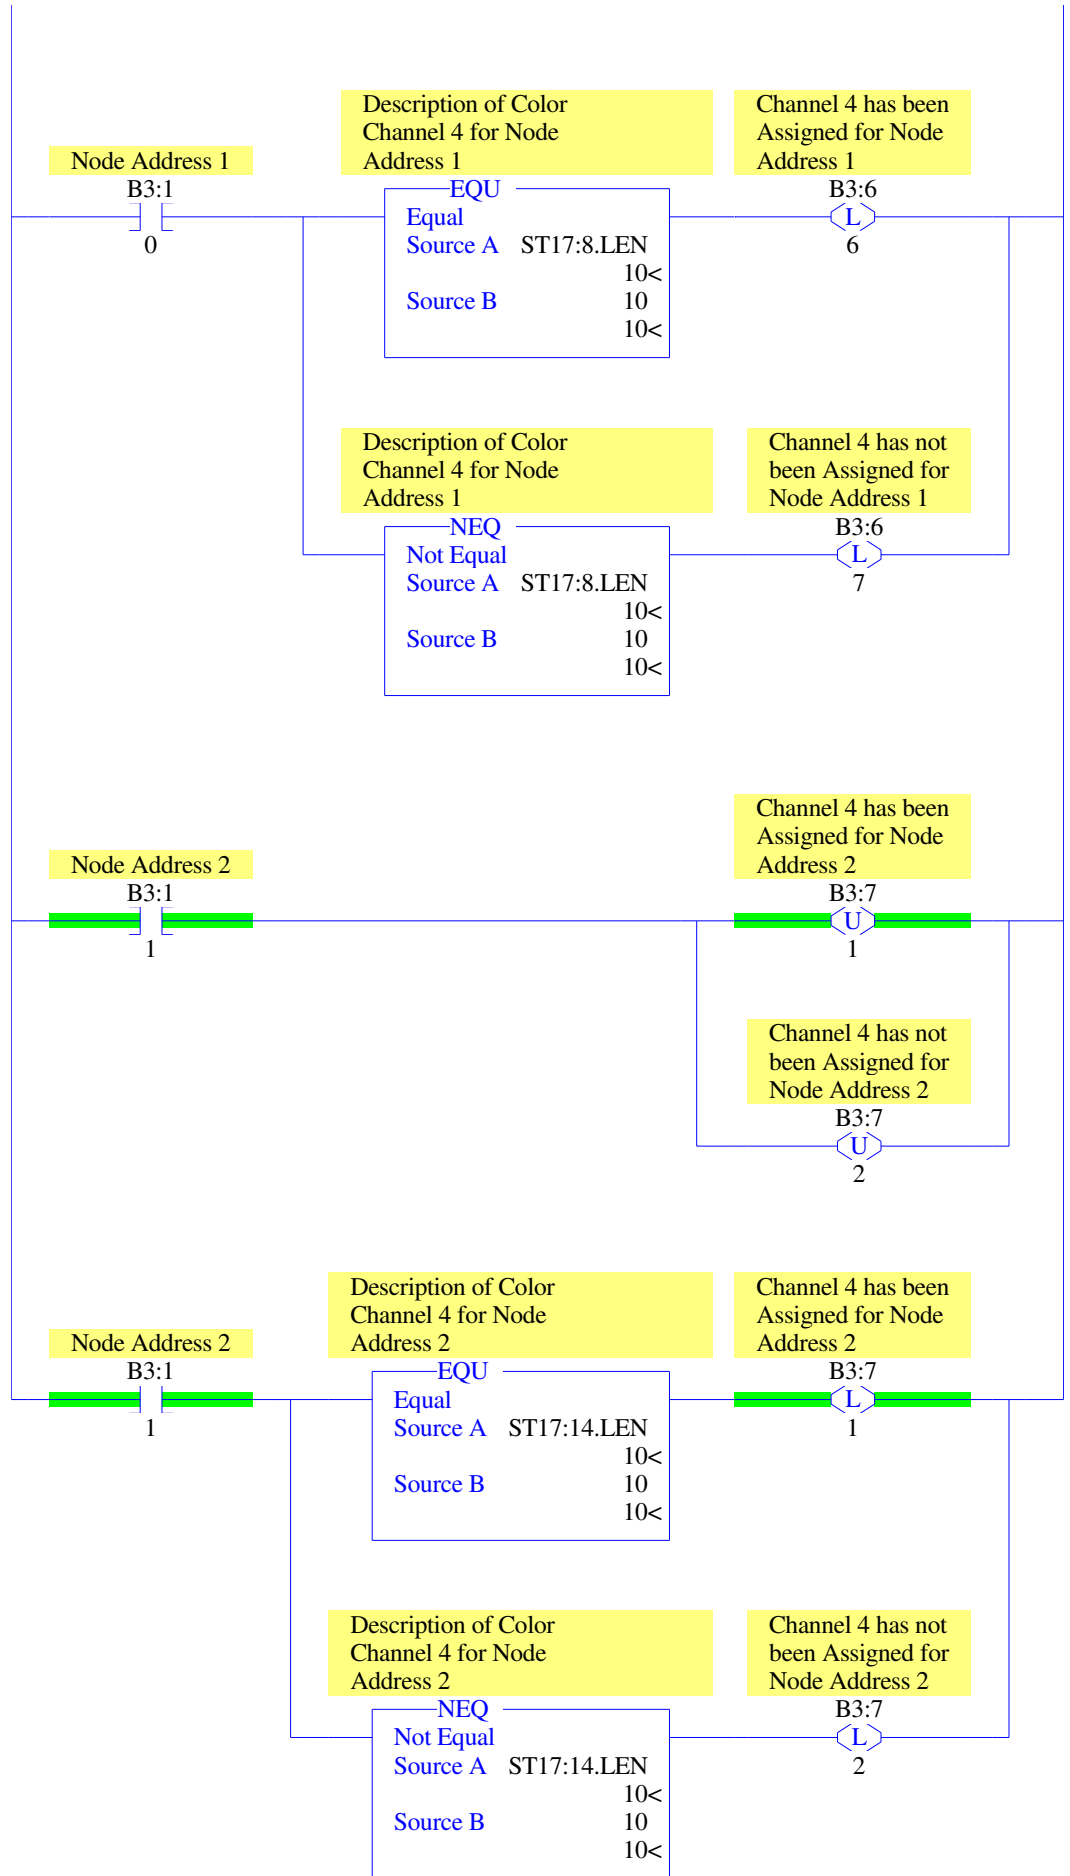 Description of Color
Channel 4 for Node
Address 1
Channel 4 has been
Assigned for Node
Address 1
Node Address 1
B3:1
0
EQU
Equal
Source A ST17:8.LEN
10<
Source B 10
10<
B3:6
L
6
Description of Color
Channel 4 for Node
Address 1
Channel 4 has not
been Assigned for
Node Address 1
NEQ
Not Equal
Source A ST17:8.LEN
10<
Source B 10
10<
B3:6
L
7
Channel 4 has been
Assigned for Node
Address 2
Node Address 2
B3:1
1
B3:7
U
1
Channel 4 has not
been Assigned for
Node Address 2
B3:7
U
2
Description of Color
Channel 4 for Node
Address 2
Channel 4 has been
Assigned for Node
Address 2
Node Address 2
B3:1
1
EQU
Equal
Source A ST17:14.LEN
10<
Source B 10
10<
B3:7
L
1
Description of Color
Channel 4 for Node
Address 2
Channel 4 has not
been Assigned for
Node Address 2
NEQ
Not Equal
Source A ST17:14.LEN
10<
Source B 10
10<
B3:7
L
2